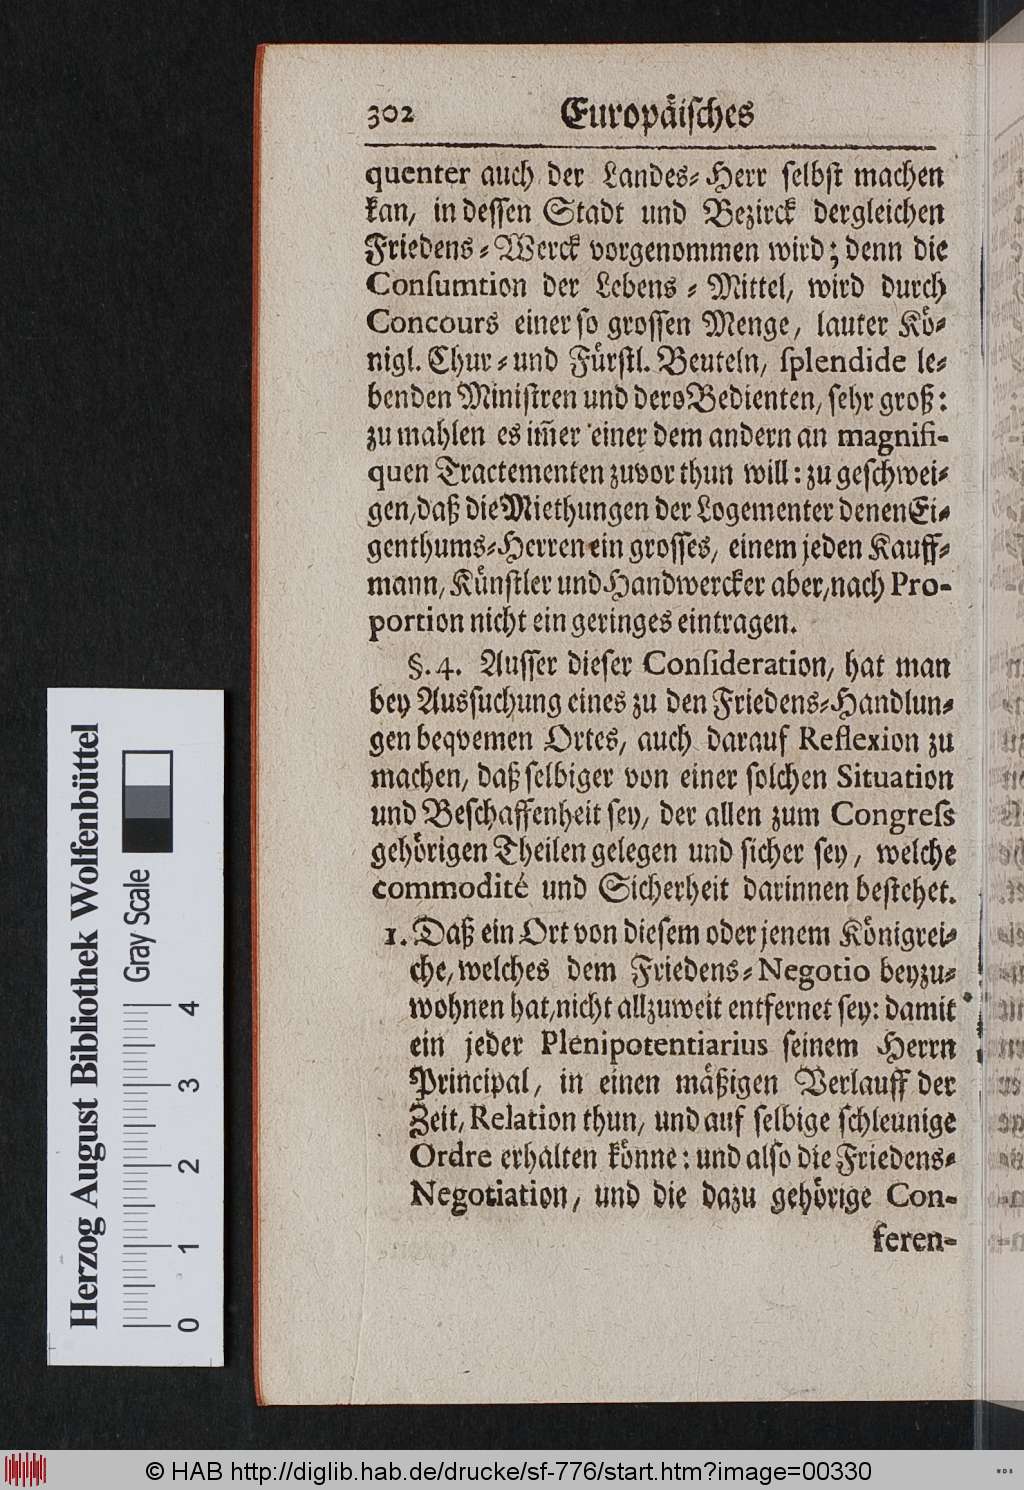 302 Europäisches
quenter auch der Landes-Herr selbst machen
kan, in dessen Stadt und Bezirck dergleichen
Friedens-Werck vorgenommen wird; denn die
Consumtion der Lebens-Mittel, wird durch
Concours einer so grossen Menge, lauter Kö-
nigl. Chur- und Fürstl. Beuteln, splendide le-
benden Ministren und dero Bedienten, sehr groß:
zu mahlen es im̃er einer dem andern an magnifi-
quen Tractementen zuvor thun will: zu geschwei-
gen, daß die Miethungen der Logementer denen Ei-
genthums-Herren ein grosses, einem jeden Kauff-
mann, Künstler und Handwercker aber, nach Pro-
portion nicht ein geringes eintragen.
§. 4. Ausser dieser Consideration, hat man
bey Aussuchung eines zu den Friedens-Handlun-
gen beqvemen Ortes, auch darauf Reflexion zu
machen, daß selbiger von einer solchen Situation
und Beschaffenheit sey, der allen zum Congress
gehörigen Theilen gelegen und sicher sey, welche
commodité und Sicherheit darinnen bestehet.
1. Daß ein Ort von diesem oder jenem Königrei-
che, welches dem Friedens-Negotio beyzu-
wohnen hat, nicht allzuweit entfernet sey: damit
ein jeder Plenipotentiarius seinem Herrn
Principal, in einen mäßigen Verlauff der
Zeit, Relation thun, und auf selbige schleunige
Ordre erhalten könne: und also die Friedens-
Negotiation, und die dazu gehörige Con-
feren-
Herzog August Bibliothek Wolfenbüttel
Gray Scale
0 1 2 3 4
© HAB http://diglib.hab.de/drucke/sf-776/start.htm?image=00330